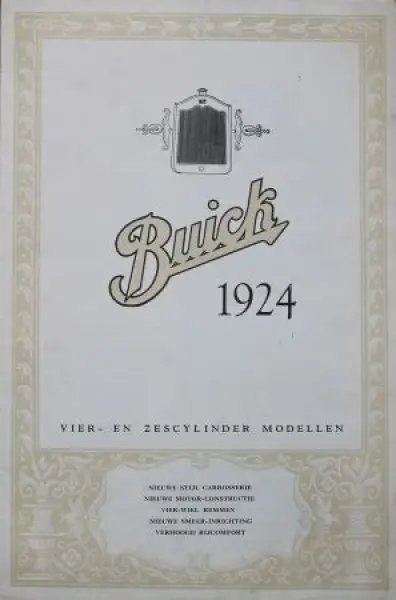 Buick
1924
VIER- EN ZESCYLINDER MODELLEN
NIEUWE STIJL CARROSSERIE
NIEUWE MOTOR-CONSTRUCTIE
VIER-WIEL REMMEN
NIEUWE SMEER-INRICHTING
VERHOOGD RIJCOMFORT